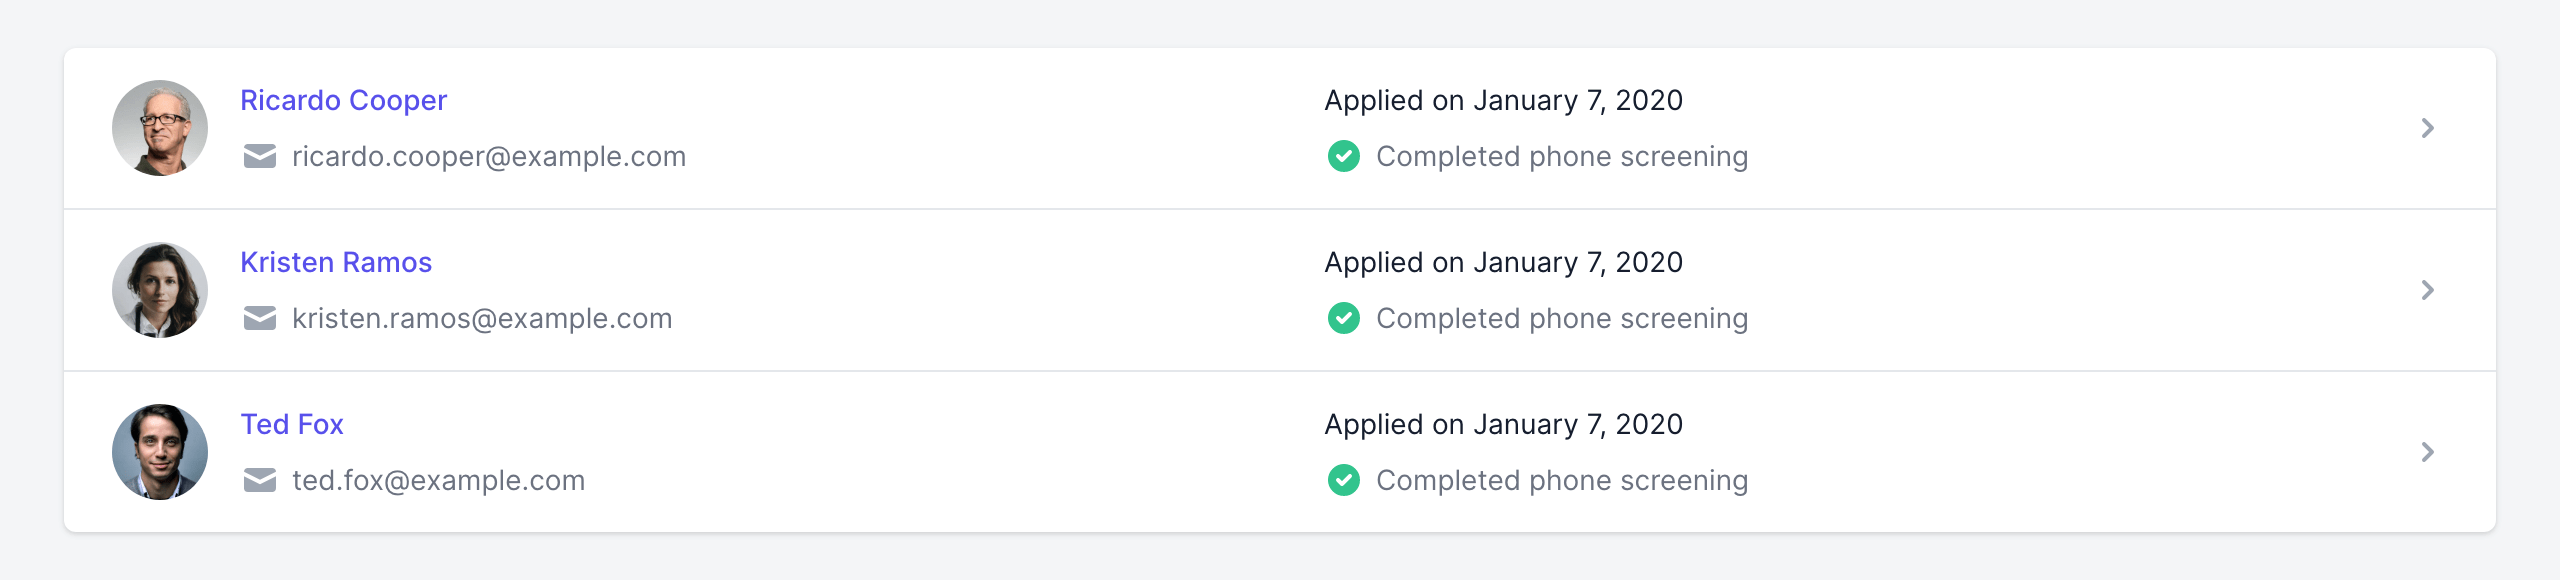 Ricardo Cooper
ricardo.cooper@example.com
Applied on January 7, 2020
Completed phone screening
Kristen Ramos
kristen.ramos@example.com
Applied on January 7, 2020
Completed phone screening
Ted Fox
ted.fox@example.com
Applied on January 7, 2020
Completed phone screening